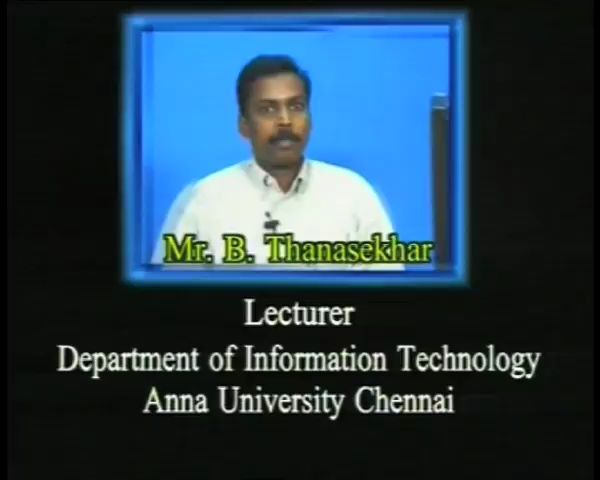 Mr. B. Thanasekhar
Lecturer
Department of Information Technology
Anna University Chennai